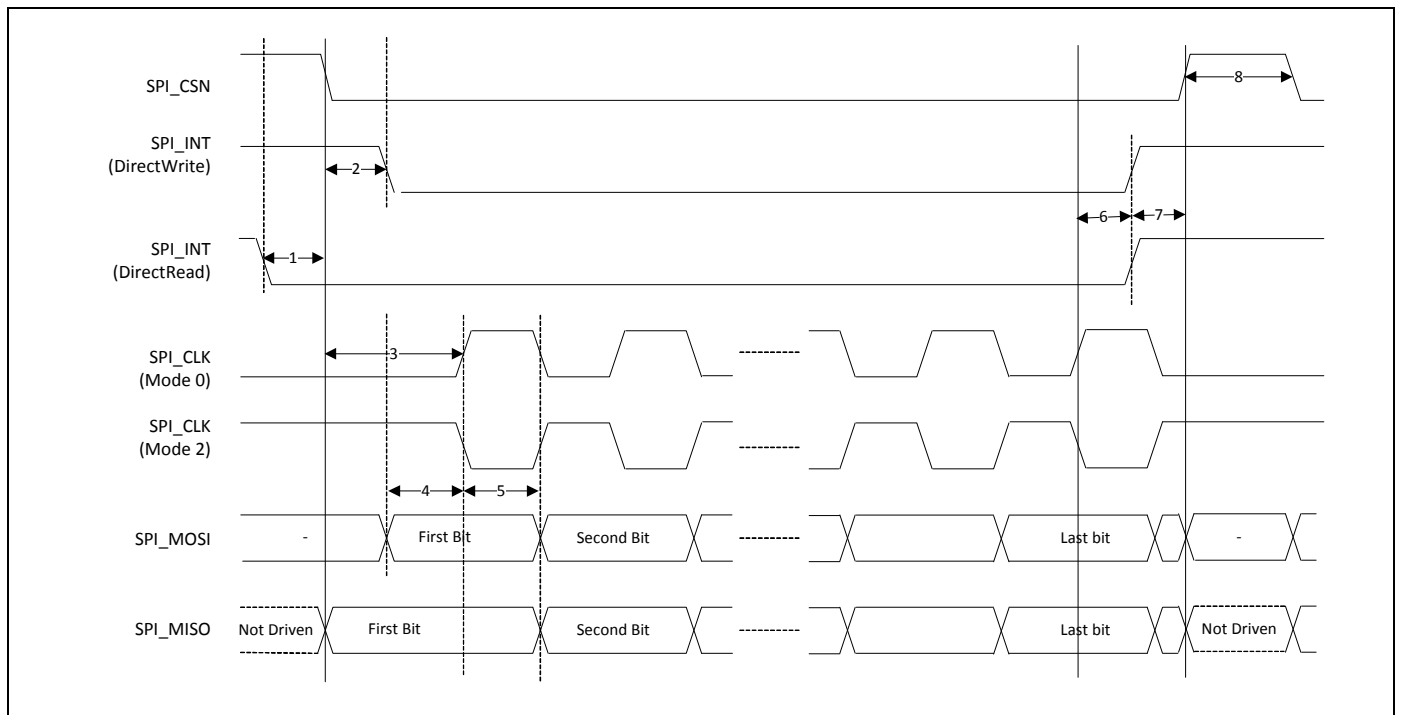 SPI_CSN
8
SPI_INT
(DirectWrite)
2
6
7
SPI_INT
(DirectRead)
1
SPI_CLK
(Mode 0)
3
SPI_CLK
(Mode 2)
4
5
SPI_MOSI
-
First Bit
Second Bit
Last bit
-
SPI_MISO
Not Driven
First Bit
Second Bit
Last bit
Not Driven